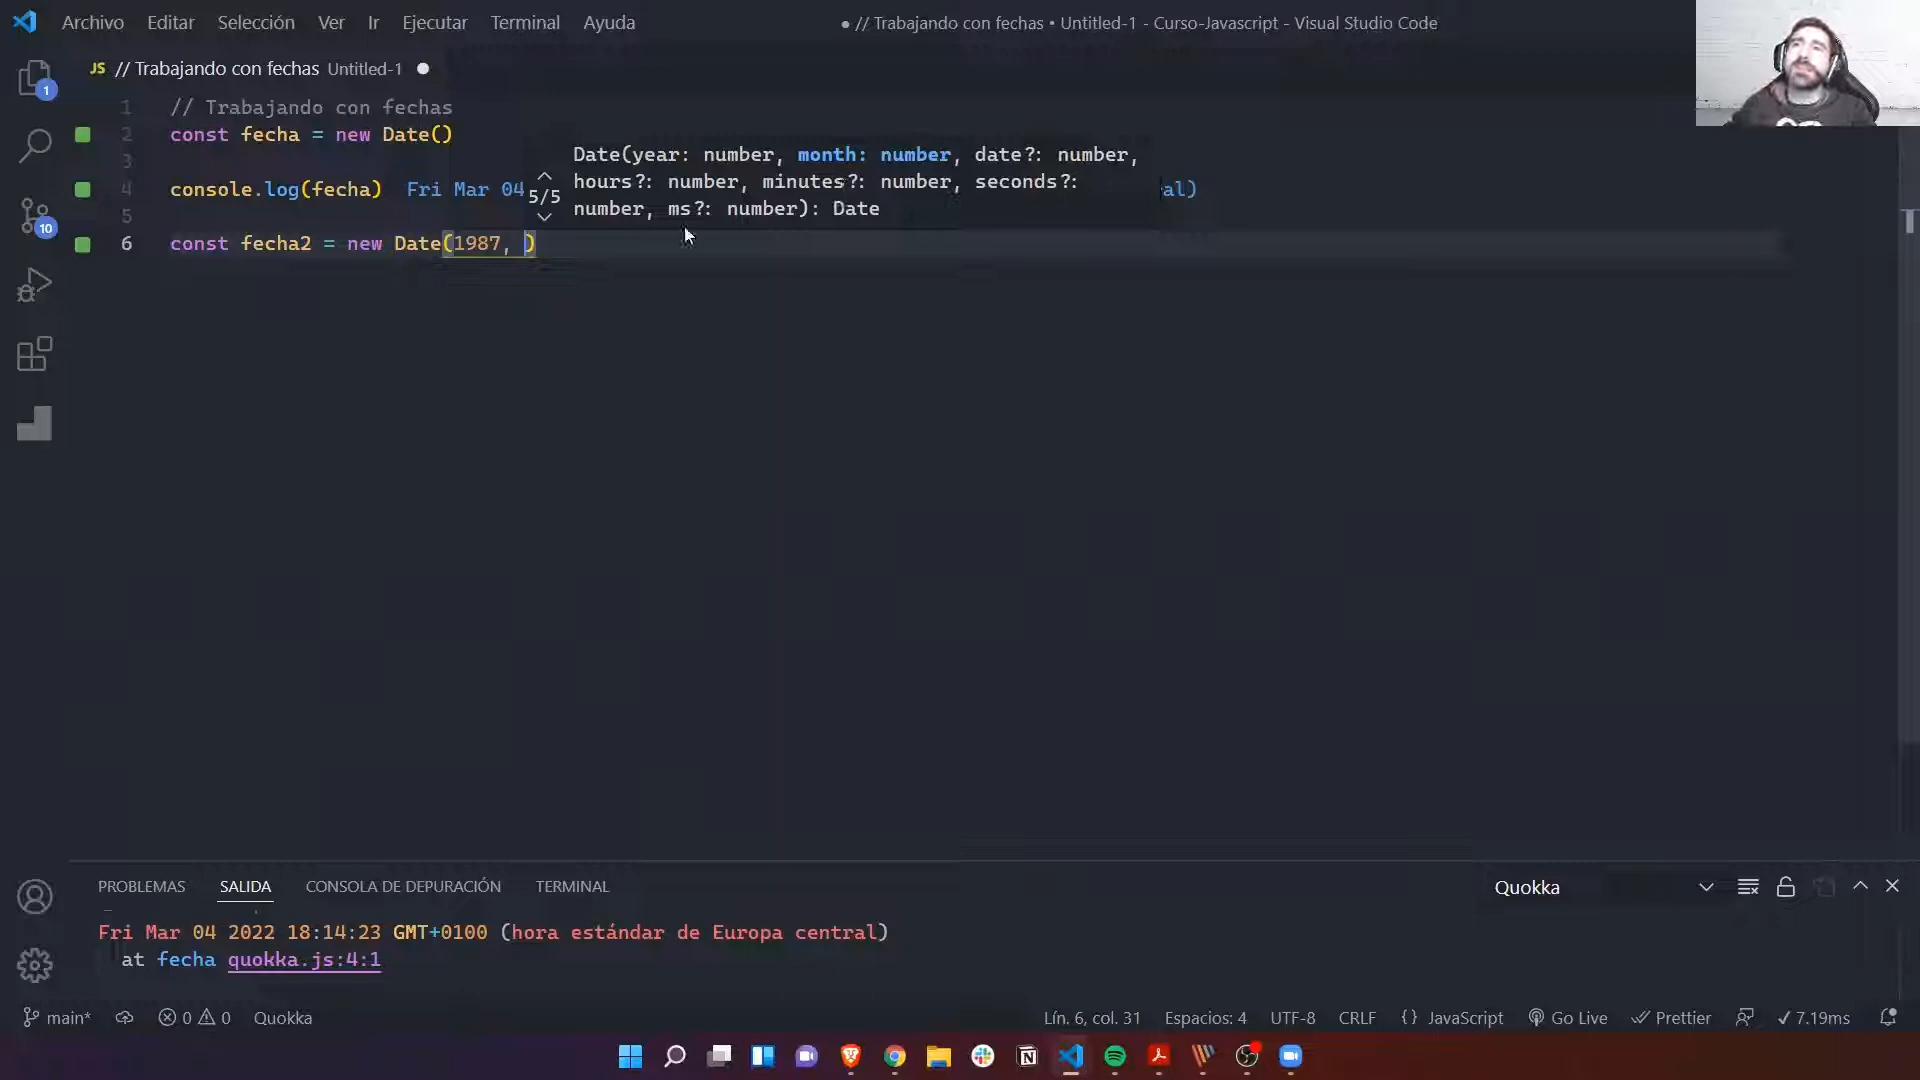 Archivo Editar Selección Ver Ir Ejecutar Terminal Ayuda
● // Trabajando con fechas • Untitled-1 - Curso-Javascript - Visual Studio Code
JS // Trabajando con fechas Untitled-1 ●
1
10
1 // Trabajando con fechas
2 const fecha = new Date()
3
4 console.log(fecha) Fri Mar 04 al)
5
6 const fecha2 = new Date(1987, )
5/5
Date(year: number, month: number, date?: number,
hours?: number, minutes?: number, seconds?:
number, ms?: number): Date
PROBLEMAS SALIDA CONSOLA DE DEPURACIÓN TERMINAL Quokka
Fri Mar 04 2022 18:14:23 GMT+0100 (hora estándar de Europa central)
at fecha quokka.js:4:1
main* 0 0 Quokka Lín. 6, col. 31 Espacios: 4 UTF-8 CRLF {} JavaScript Go Live Prettier ✓ 7.19ms